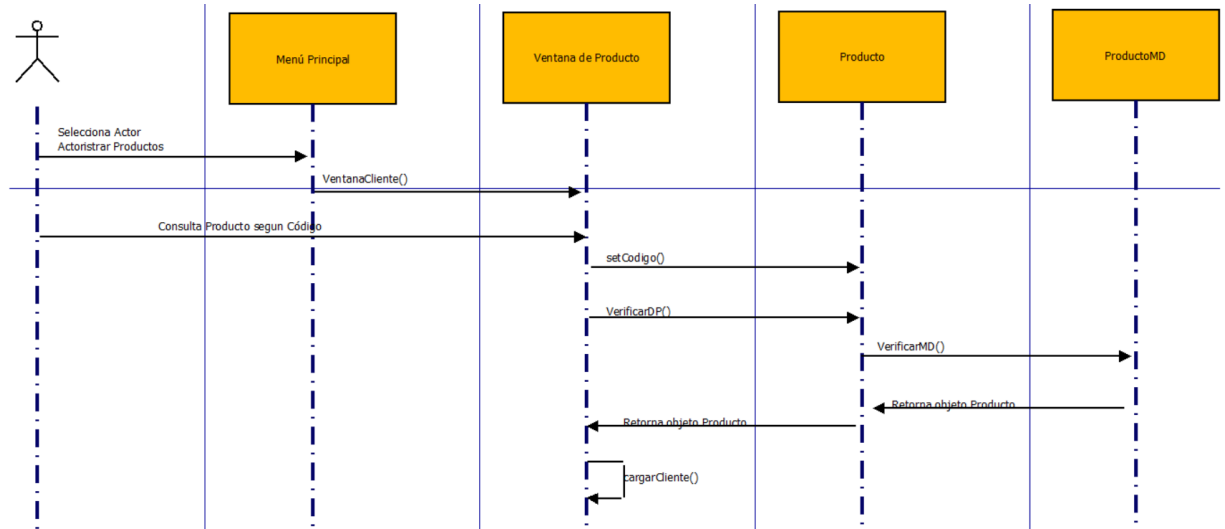 Menú Principal
Ventana de Producto
Producto
ProductoMD
Selecciona Actor
Actoristrar Productos
VentanaCliente()
Consulta Producto segun Código
setCodigo()
VerificarDP()
VerificarMD()
Retorna objeto Producto
Retorna objeto Producto
cargarCliente()